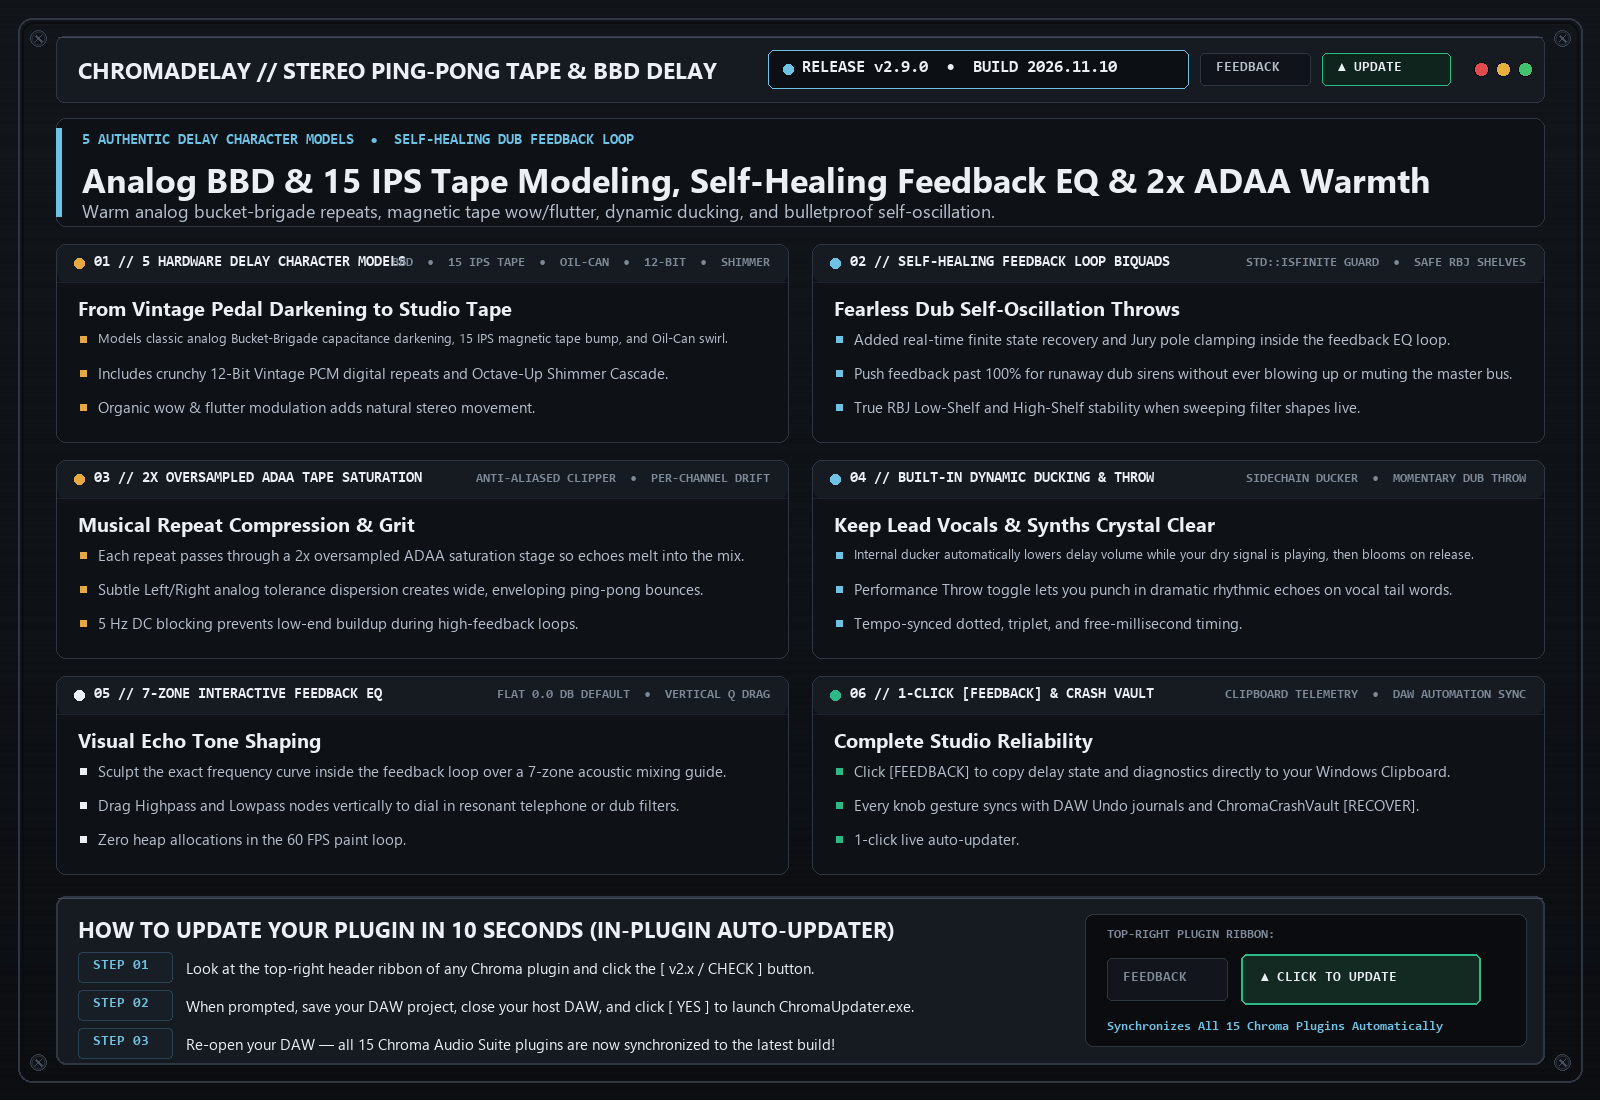 CHROMADELAY // STEREO PING-PONG TAPE & BBD DELAY
RELEASE v2.9.0 • BUILD 2026.11.10
FEEDBACK
▲ UPDATE
5 AUTHENTIC DELAY CHARACTER MODELS • SELF-HEALING DUB FEEDBACK LOOP
Analog BBD & 15 IPS Tape Modeling, Self-Healing Feedback EQ & 2x ADAA Warmth
Warm analog bucket-brigade repeats, magnetic tape wow/flutter, dynamic ducking, and bulletproof self-oscillation.
01 // 5 HARDWARE DELAY CHARACTER MODELS
BBD • 15 IPS TAPE • OIL-CAN • 12-BIT • SHIMMER
From Vintage Pedal Darkening to Studio Tape
Models classic analog Bucket-Brigade capacitance darkening, 15 IPS magnetic tape bump, and Oil-Can swirl.
Includes crunchy 12-Bit Vintage PCM digital repeats and Octave-Up Shimmer Cascade.
Organic wow & flutter modulation adds natural stereo movement.
02 // SELF-HEALING FEEDBACK LOOP BIQUADS
STD::ISFINITE GUARD • SAFE RBJ SHELVES
Fearless Dub Self-Oscillation Throws
Added real-time finite state recovery and Jury pole clamping inside the feedback EQ loop.
Push feedback past 100% for runaway dub sirens without ever blowing up or muting the master bus.
True RBJ Low-Shelf and High-Shelf stability when sweeping filter shapes live.
03 // 2X OVERSAMPLED ADAA TAPE SATURATION
ANTI-ALIASED CLIPPER • PER-CHANNEL DRIFT
Musical Repeat Compression & Grit
Each repeat passes through a 2x oversampled ADAA saturation stage so echoes melt into the mix.
Subtle Left/Right analog tolerance dispersion creates wide, enveloping ping-pong bounces.
5 Hz DC blocking prevents low-end buildup during high-feedback loops.
04 // BUILT-IN DYNAMIC DUCKING & THROW
SIDECHAIN DUCKER • MOMENTARY DUB THROW
Keep Lead Vocals & Synths Crystal Clear
Internal ducker automatically lowers delay volume while your dry signal is playing, then blooms on release.
Performance Throw toggle lets you punch in dramatic rhythmic echoes on vocal tail words.
Tempo-synced dotted, triplet, and free-millisecond timing.
05 // 7-ZONE INTERACTIVE FEEDBACK EQ
FLAT 0.0 DB DEFAULT • VERTICAL Q DRAG
Visual Echo Tone Shaping
Sculpt the exact frequency curve inside the feedback loop over a 7-zone acoustic mixing guide.
Drag Highpass and Lowpass nodes vertically to dial in resonant telephone or dub filters.
Zero heap allocations in the 60 FPS paint loop.
06 // 1-CLICK [FEEDBACK] & CRASH VAULT
CLIPBOARD TELEMETRY • DAW AUTOMATION SYNC
Complete Studio Reliability
Click [FEEDBACK] to copy delay state and diagnostics directly to your Windows Clipboard.
Every knob gesture syncs with DAW Undo journals and ChromaCrashVault [RECOVER].
1-click live auto-updater.
HOW TO UPDATE YOUR PLUGIN IN 10 SECONDS (IN-PLUGIN AUTO-UPDATER)
STEP 01
Look at the top-right header ribbon of any Chroma plugin and click the [ v2.x / CHECK ] button.
STEP 02
When prompted, save your DAW project, close your host DAW, and click [ YES ] to launch ChromaUpdater.exe.
STEP 03
Re-open your DAW — all 15 Chroma Audio Suite plugins are now synchronized to the latest build!
TOP-RIGHT PLUGIN RIBBON:
FEEDBACK
▲ CLICK TO UPDATE
Synchronizes All 15 Chroma Plugins Automatically